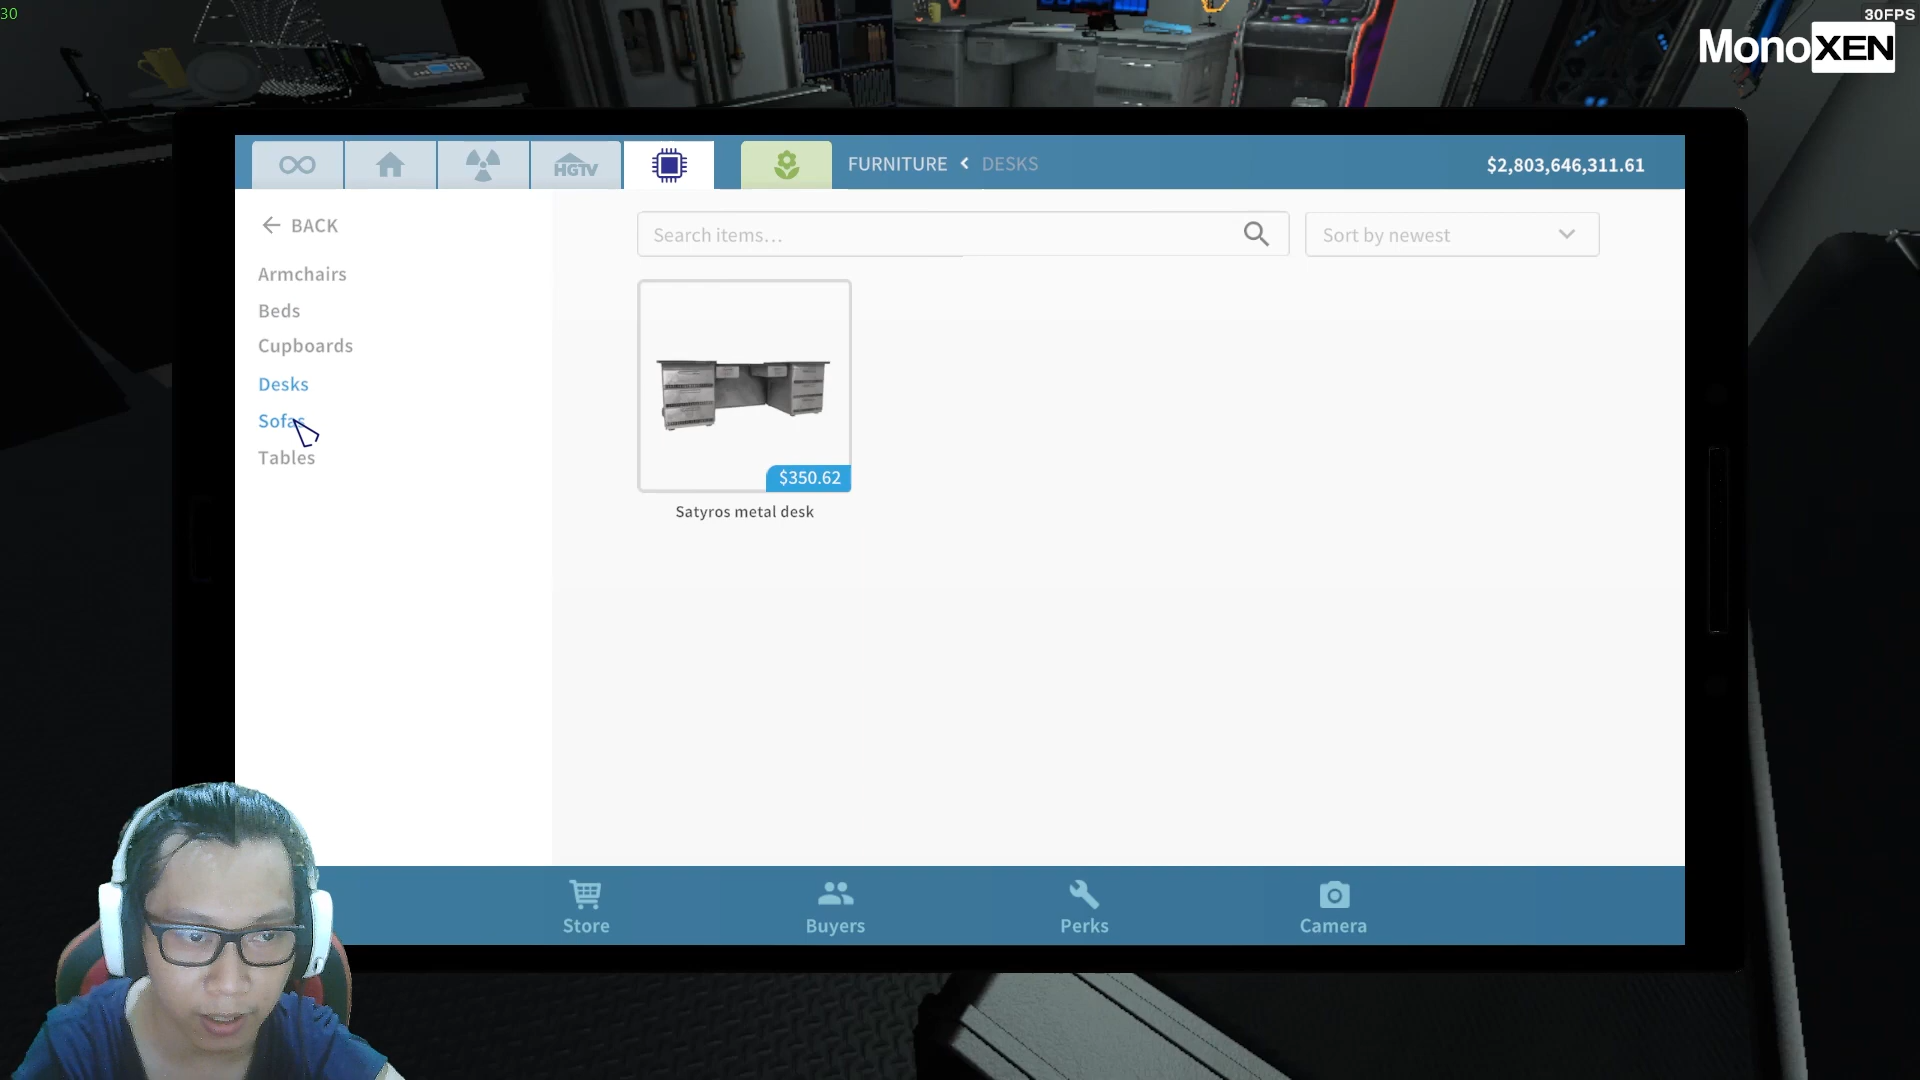 30
30FPS
MonoXEN
HGTV
FURNITURE
DESKS
$2,803,646,311.61
BACK
Search items...
Sort by newest
Armchairs
Beds
Cupboards
Desks
Sofas
Tables
$350.62
Satyros metal desk
Store
Buyers
Perks
Camera